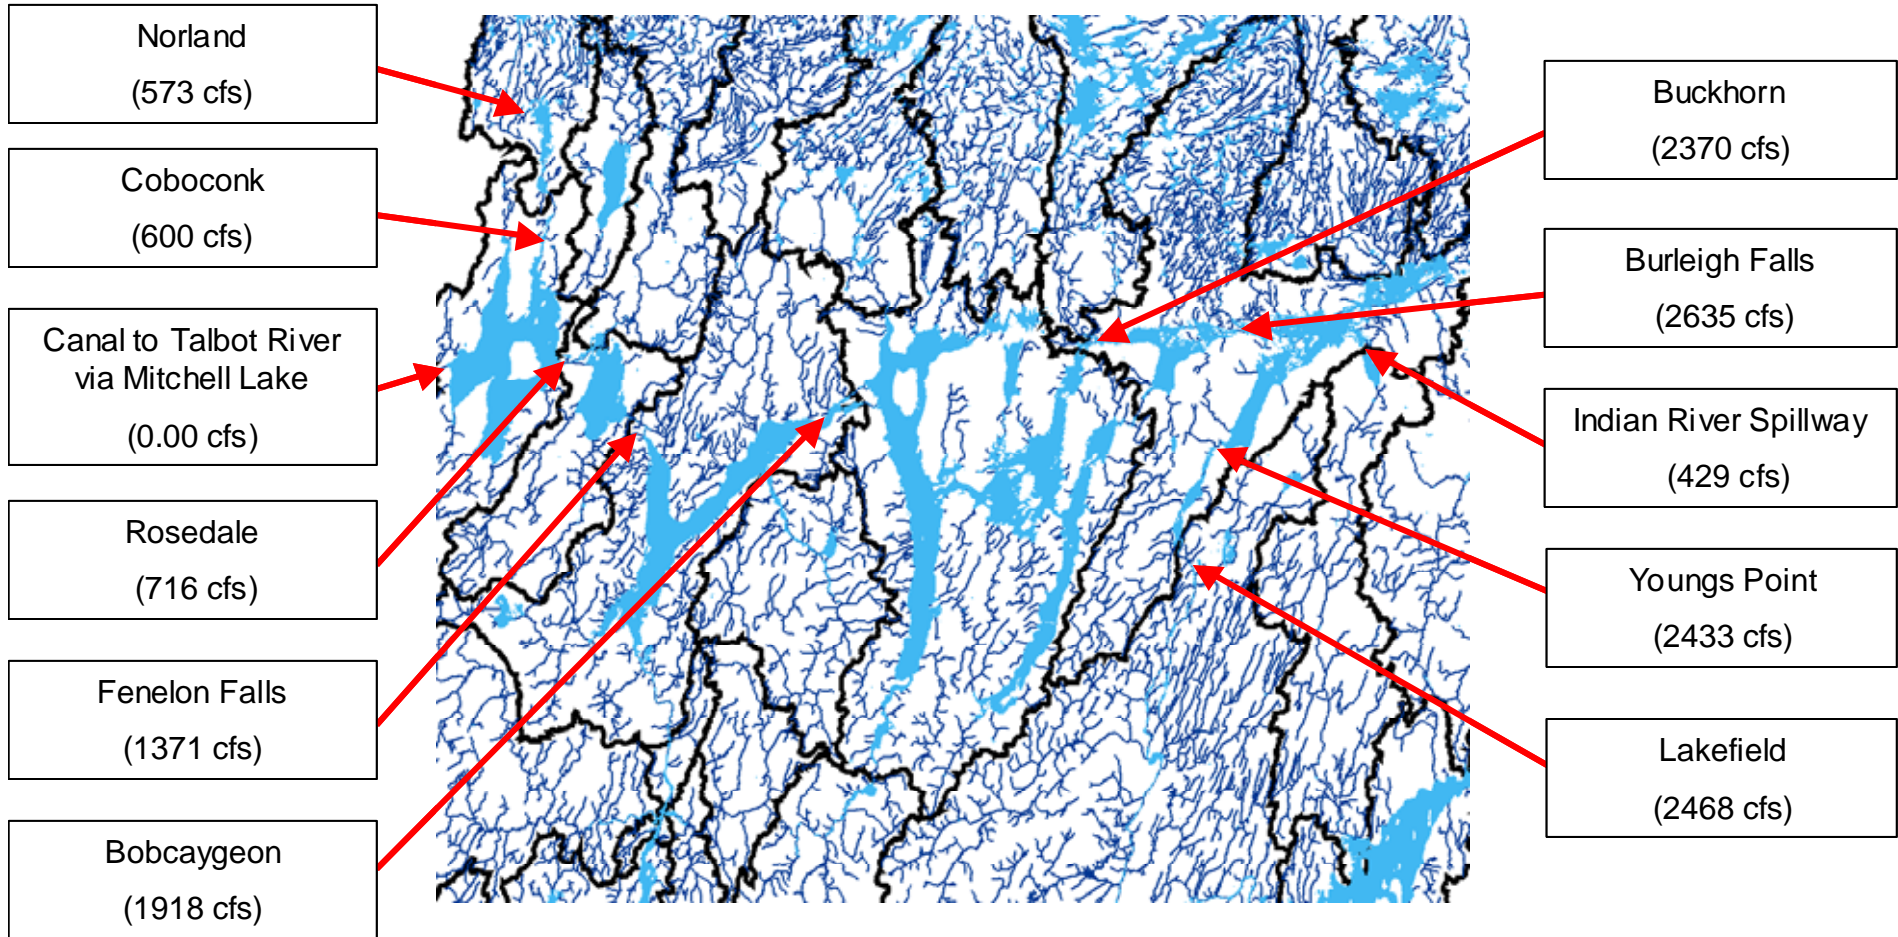 Norland
(573 cfs)
Coboconk
(600 cfs)
Canal to Talbot River
via Mitchell Lake
(0.00 cfs)
Rosedale
(716 cfs)
Fenelon Falls
(1371 cfs)
Bobcaygeon
(1918 cfs)
Buckhorn
(2370 cfs)
Burleigh Falls
(2635 cfs)
Indian River Spillway
(429 cfs)
Youngs Point
(2433 cfs)
Lakefield
(2468 cfs)